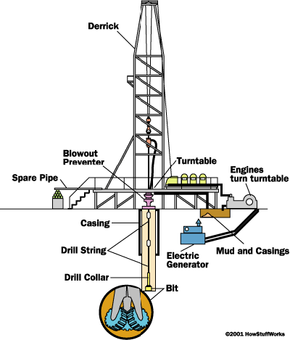 Derrick
Blowout
Preventer
Turntable
Engines
turn turntable
Spare Pipe
Casing
Mud and Casings
Drill String
Electric
Generator
Drill Collar
Bit
©2001 HowStuffWorks